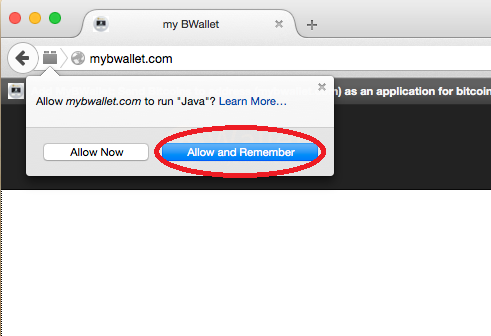 my BWallet
mybwallet.com
) as an application for bitcoin
Allow mybwallet.com to run "Java"? Learn More...
Allow Now
Allow and Remember